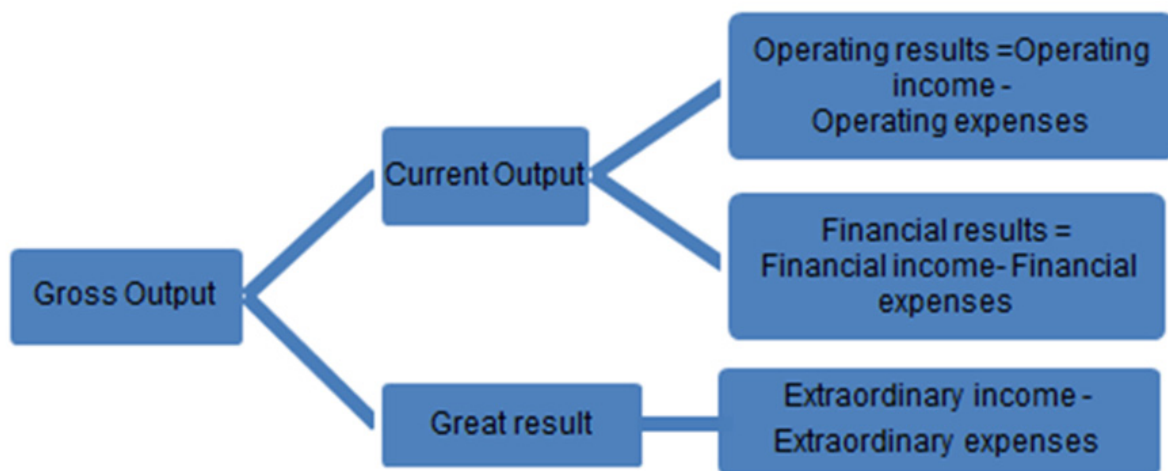 Gross Output
Current Output
Great result
Operating results =Operating
income -
Operating expenses
Financial results =
Financial income- Financial
expenses
Extraordinary income -
Extraordinary expenses